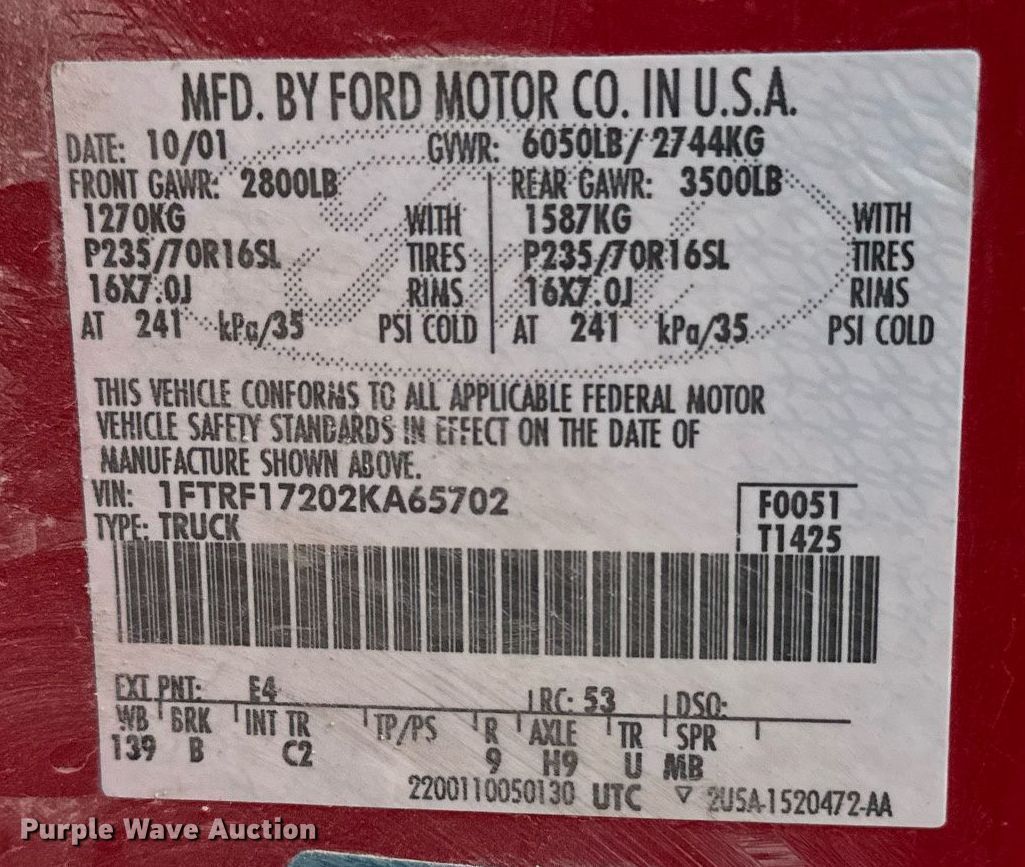 MFD. BY FORD MOTOR CO. IN U.S.A.
DATE: 10/01 GVWR: 6050LB/2744KG
FRONT GAWR: 2800LB REAR GAWR: 3500LB
1270KG WITH 1587KG WITH
P235/70R16SL TIRES P235/70R16SL TIRES
16X7.0J RIMS 16X7.0J RIMS
AT 241 kPa/35 PSI COLD AT 241 kPa/35 PSI COLD
THIS VEHICLE CONFORMS TO ALL APPLICABLE FEDERAL MOTOR
VEHICLE SAFETY STANDARDS IN EFFECT ON THE DATE OF
MANUFACTURE SHOWN ABOVE.
VIN: 1FTRF17202KA65702 F0051
TYPE: TRUCK T1425
EXT PNT: E4 RC: 53 DSO:
WB BRK INT TR TP/PS R AXLE TR SPR
139 B C2 9 H9 U MB
2200110050130 UTC ▽ 2U5A-1520472-AA
Purple Wave Auction